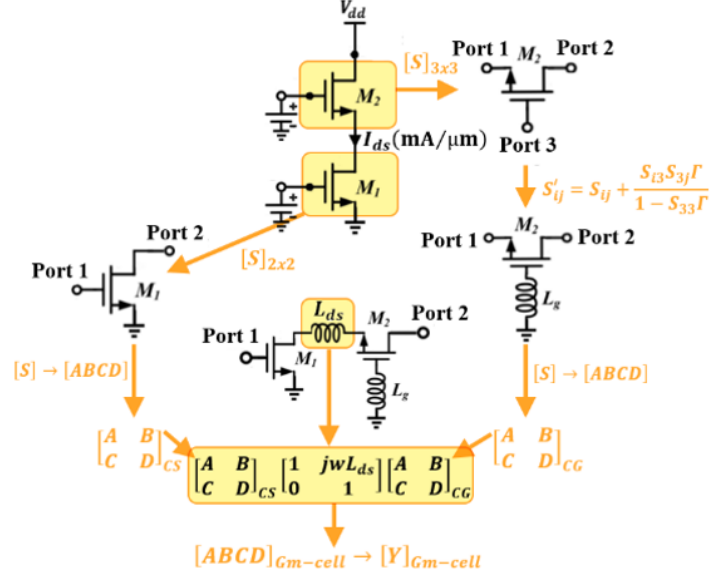 V_dd
Port 1 M_2 Port 2
[S]_3x3
M_2
+
-
I_ds(mA/μm)
Port 3
S'_ij = S_ij + S_i3 S_3j Γ / 1 − S_33 Γ
M_1
+
-
M_2
Port 1 Port 2
Port 2
[S]_2x2
Port 1
M_1
L_g
L_ds
M_2 Port 2
Port 1
M_1
L_g
[S] → [ABCD]
[S] → [ABCD]
[A B
C D]_CS
[A B
C D]_CG
[A B
C D]_CS [1 jwL_ds
0 1] [A B
C D]_CG
[ABCD]_Gm−cell → [Y]_Gm−cell